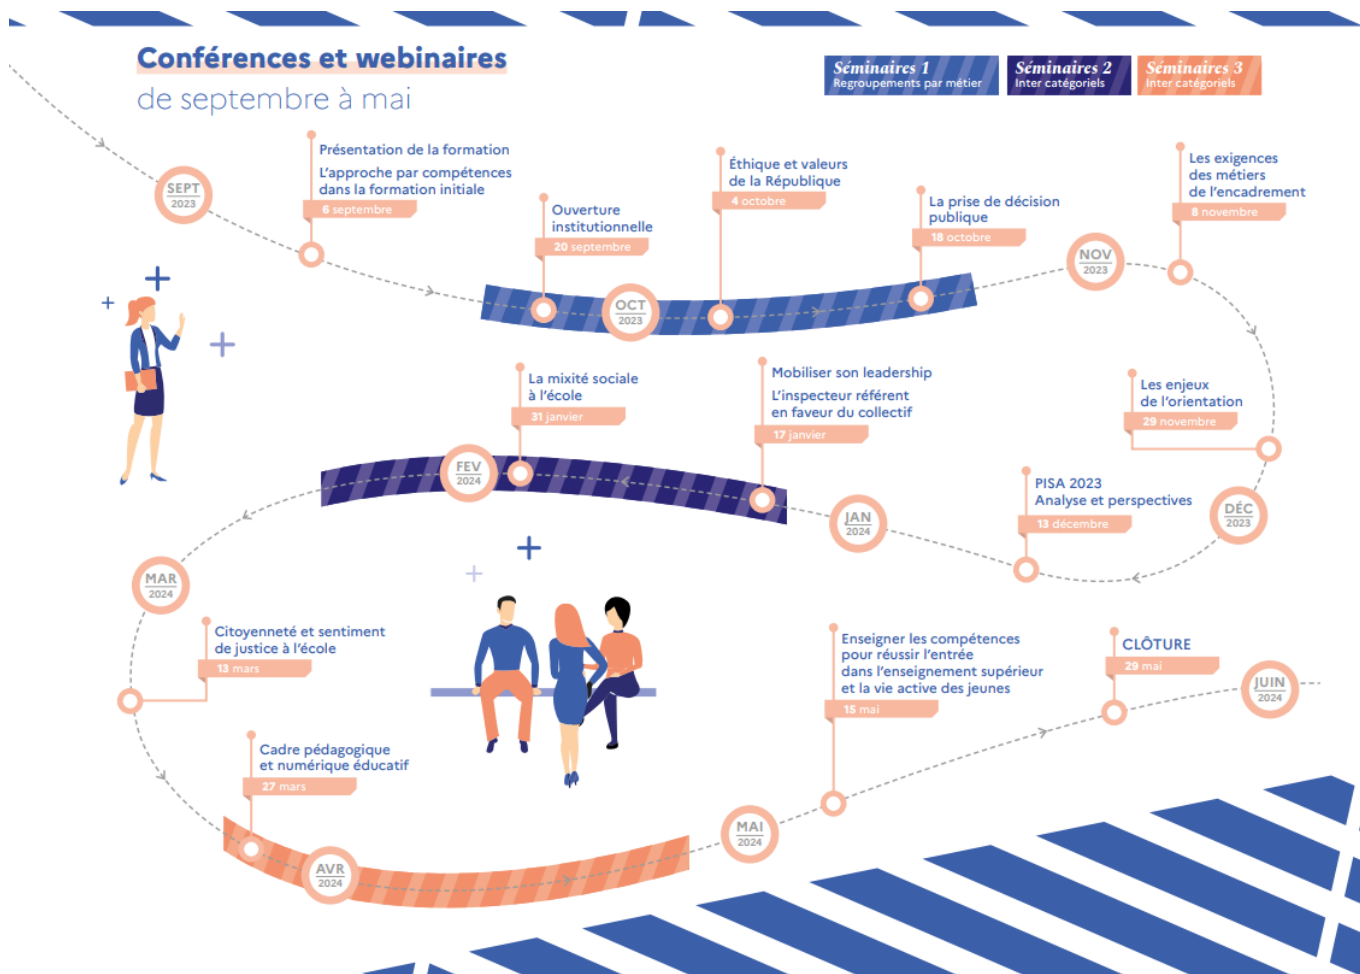 Conférences et webinaires
de septembre à mai
Séminaires 1
Regroupements par métier
Séminaires 2
Inter catégoriels
Séminaires 3
Inter catégoriels
SEPT
2023
Présentation de la formation
L'approche par compétences
dans la formation initiale
6 septembre
Ouverture
institutionnelle
20 septembre
OCT
2023
Éthique et valeurs
de la République
4 octobre
La prise de décision
publique
18 octobre
NOV
2023
Les exigences
des métiers
de l'encadrement
8 novembre
Les enjeux
de l'orientation
29 novembre
DÉC
2023
PISA 2023
Analyse et perspectives
13 décembre
JAN
2024
Mobiliser son leadership
L'inspecteur référent
en faveur du collectif
17 janvier
La mixité sociale
à l'école
31 janvier
FEV
2024
MAR
2024
Citoyenneté et sentiment
de justice à l'école
13 mars
Cadre pédagogique
et numérique éducatif
27 mars
AVR
2024
MAI
2024
Enseigner les compétences
pour réussir l'entrée
dans l'enseignement supérieur
et la vie active des jeunes
15 mai
CLÔTURE
29 mai
JUIN
2024